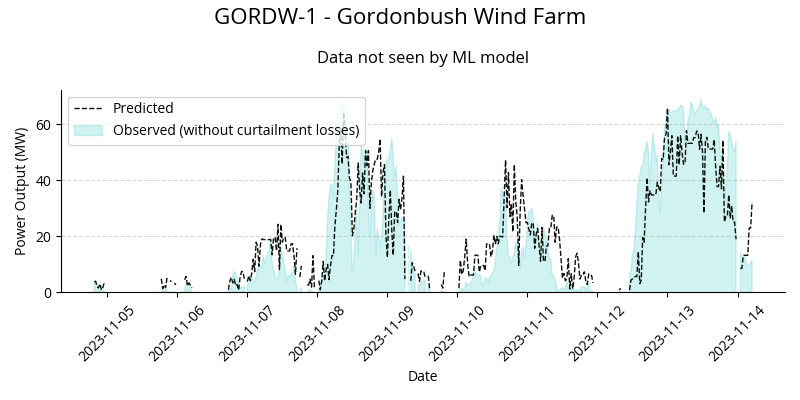 GORDW-1 - Gordonbush Wind Farm
Data not seen by ML model
Predicted
Observed (without curtailment losses)
Power Output (MW)
60
40
20
0
2023-11-05
2023-11-06
2023-11-07
2023-11-08
2023-11-09
2023-11-10
2023-11-11
2023-11-12
2023-11-13
2023-11-14
Date